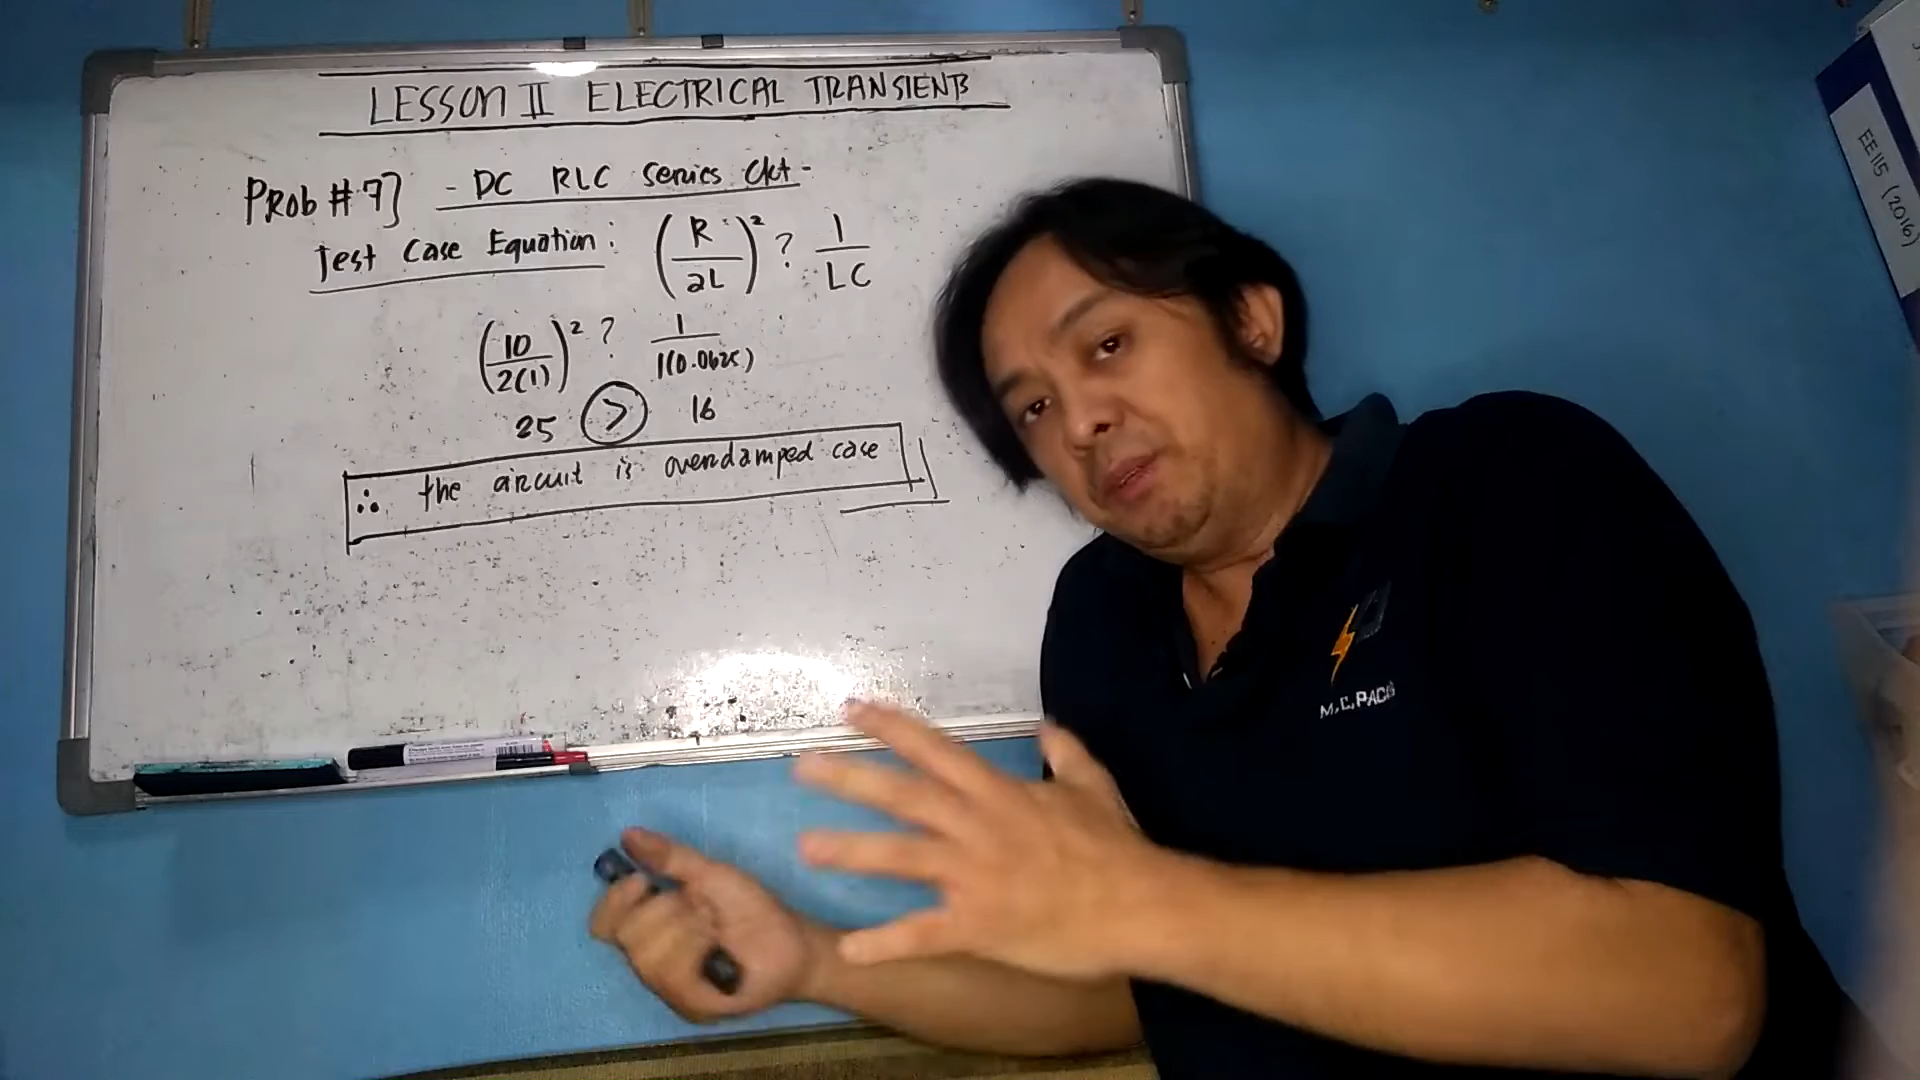 LESSON II ELECTRICAL TRANSIENTS
Prob # 7] - DC RLC Series Ckt -
Test Case Equation : (R/2L)² ? 1/LC
(10/2(1))² ? 1/1(0.0625)
25 > 16
∴ the circuit is overdamped case
EE115 (2016)